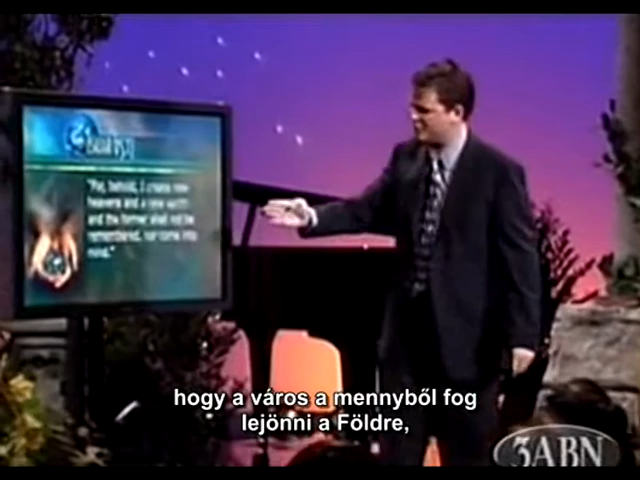 "For, behold, I create new
heavens and a new earth
and the former shall not be
remembered, nor come into
mind."
hogy a város a mennyből fog
lejönni a Földre,
3ABN